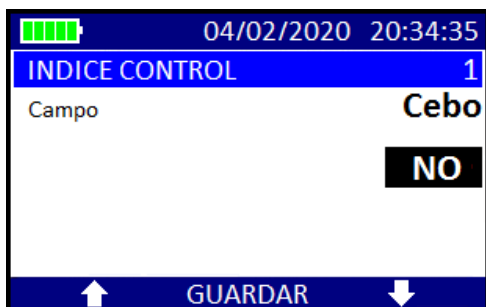 04/02/2020 20:34:35
INDICE CONTROL 1
Campo Cebo
NO
GUARDAR